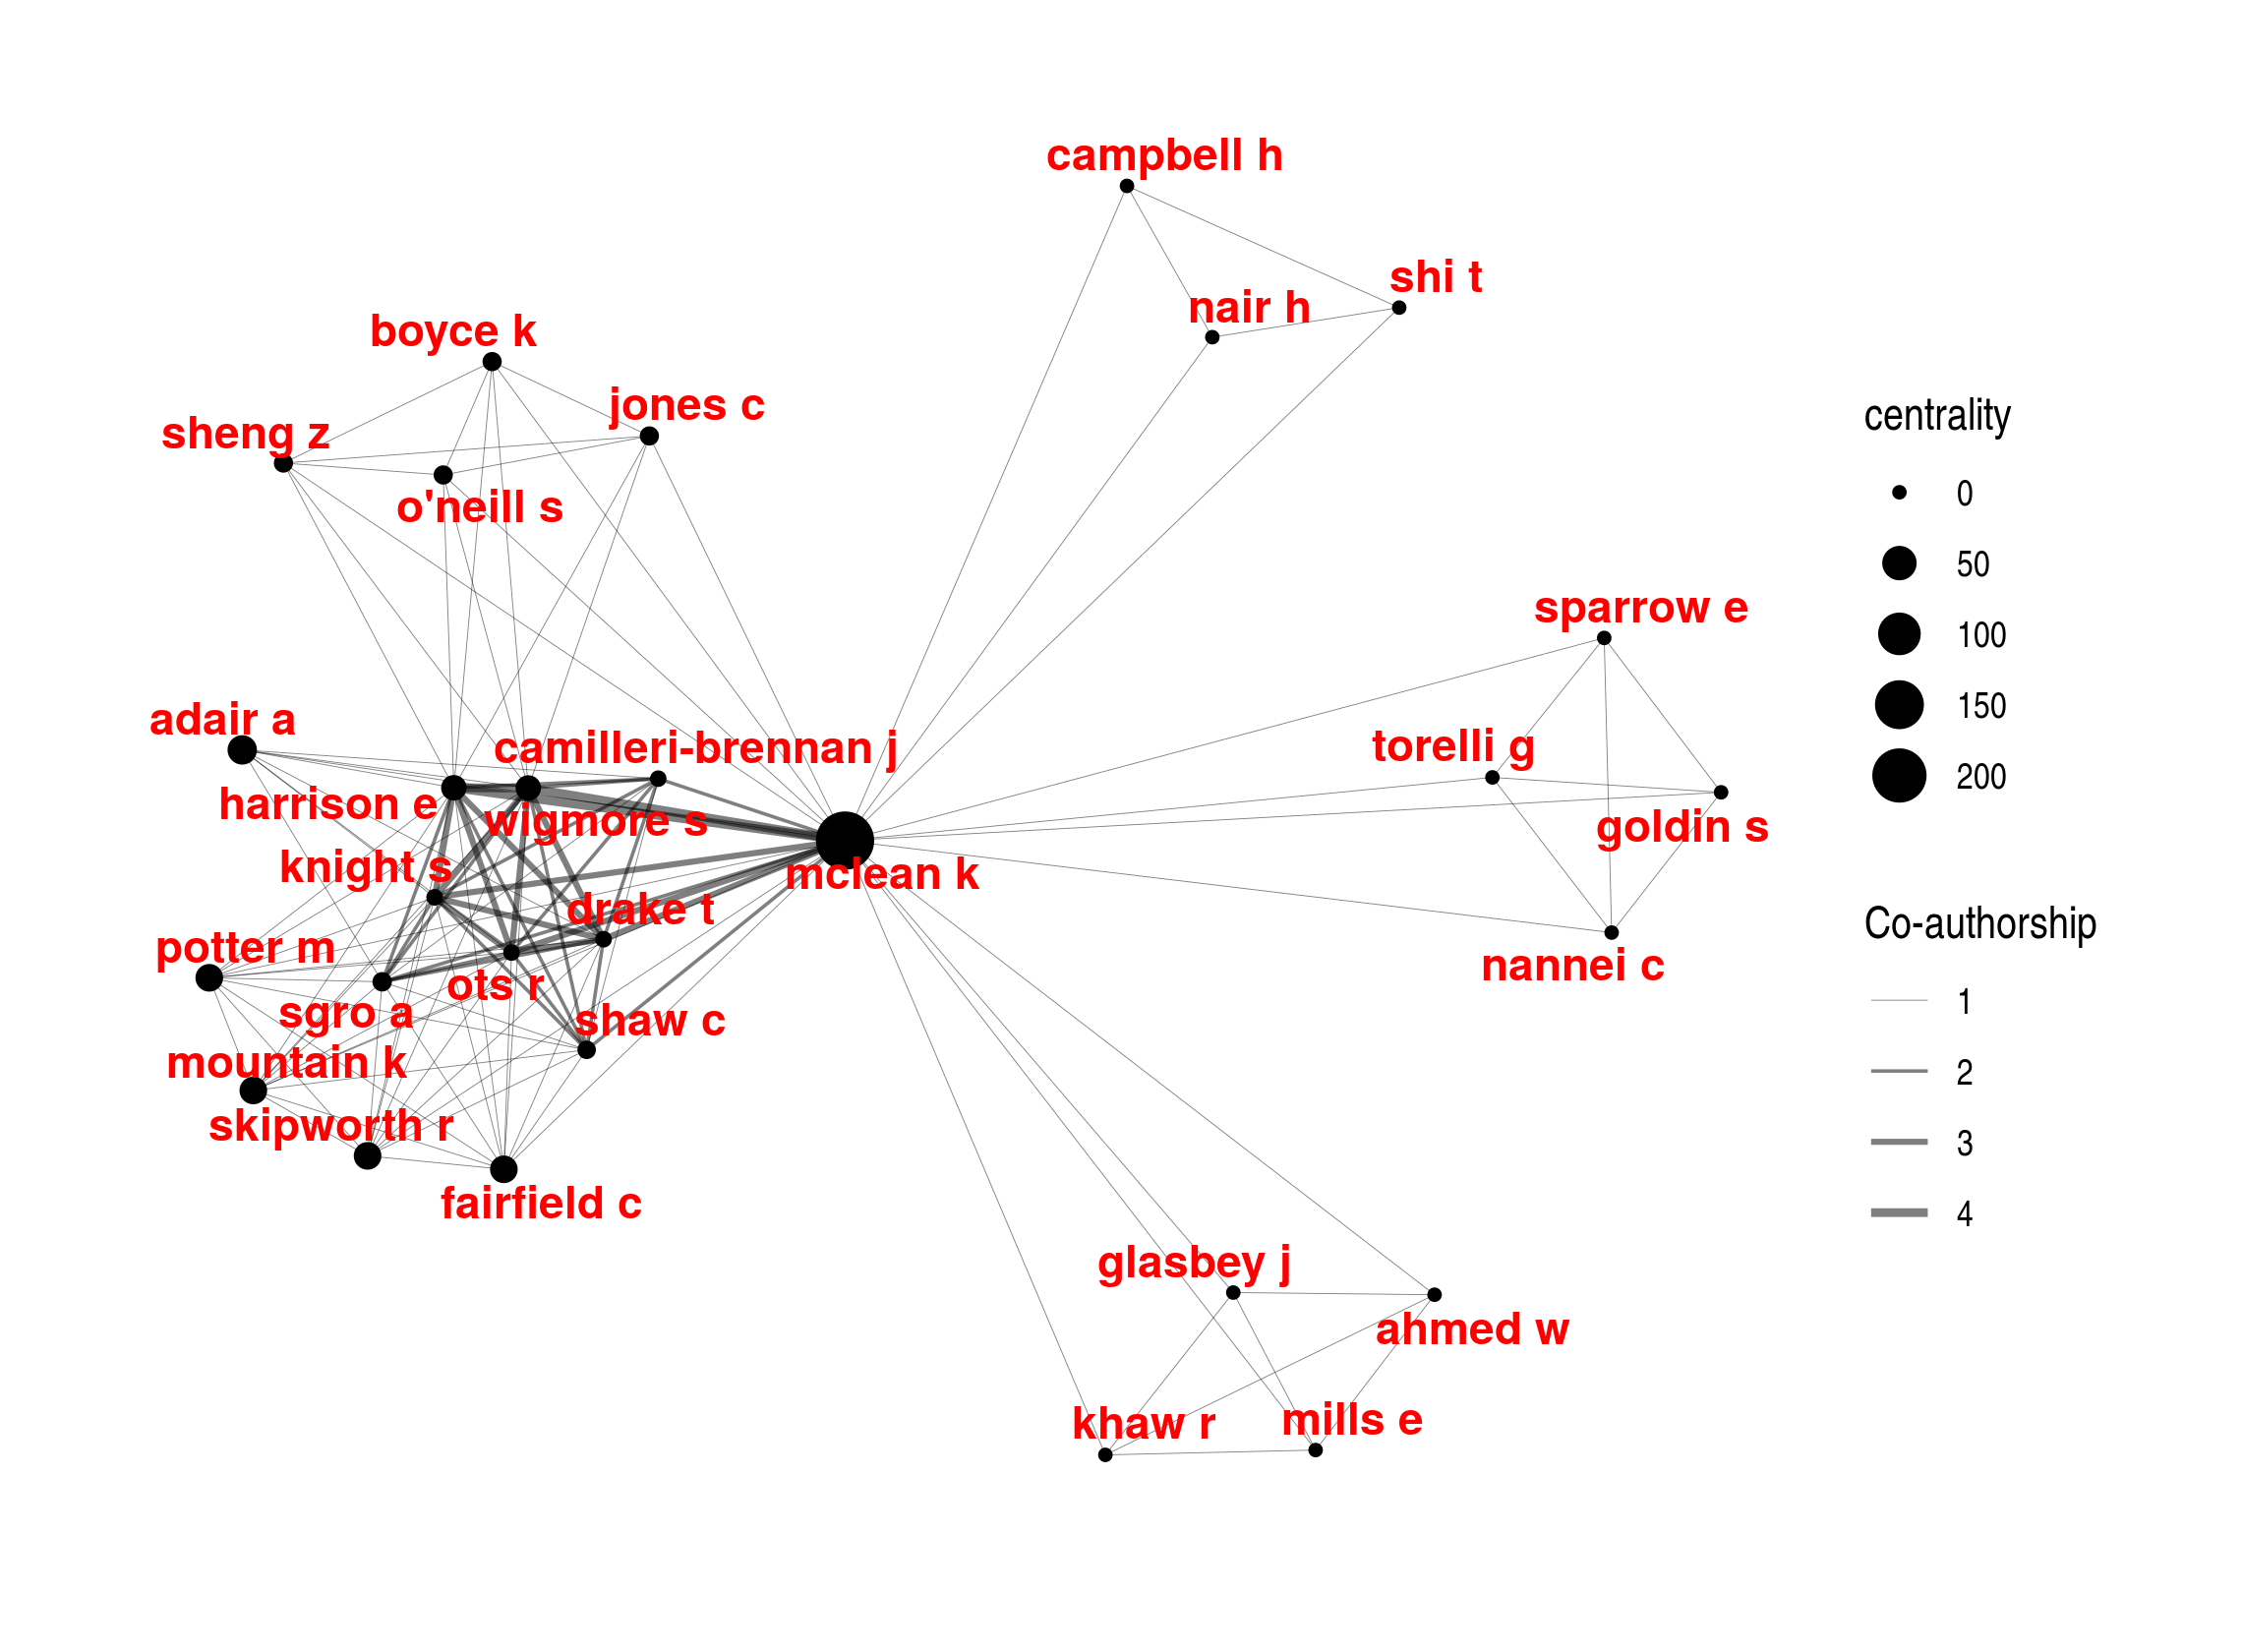 campbell h
shi t
nair h
boyce k
jones c
sheng z
o'neill s
centrality
0
50
100
150
200
sparrow e
torelli g
goldin s
nannei c
adair a
camilleri-brennan j
harrison e
wigmore s
knight s
mclean k
drake t
potter m
ots r
sgro a
shaw c
mountain k
skipworth r
fairfield c
Co-authorship
1
2
3
4
glasbey j
ahmed w
khaw r
mills e